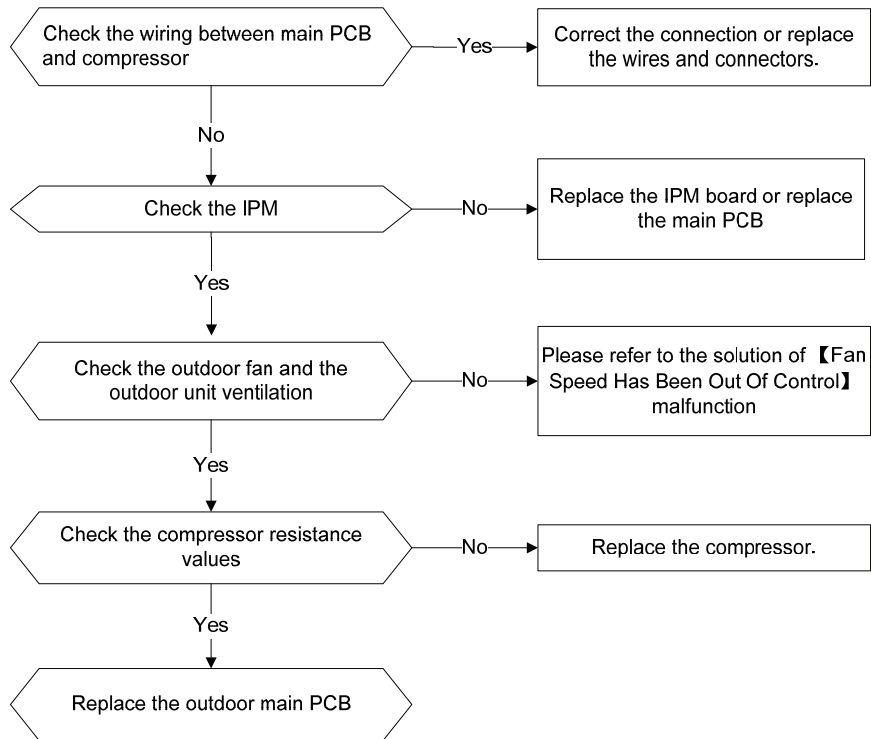 Check the wiring between main PCB
and compressor
Yes
Correct the connection or replace
the wires and connectors.
No
Check the IPM
No
Replace the IPM board or replace
the main PCB
Yes
Check the outdoor fan and the
outdoor unit ventilation
No
Please refer to the solution of 【Fan
Speed Has Been Out Of Control】
malfunction
Yes
Check the compressor resistance
values
No
Replace the compressor.
Yes
Replace the outdoor main PCB